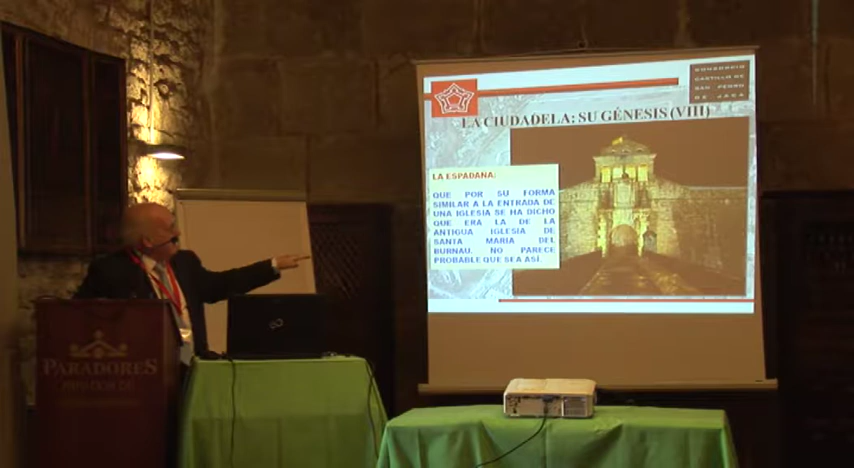 CONSORCIO
CASTILLO DE
SAN PEDRO
DE JACA
LA CIUDADELA: SU GÉNESIS (VIII)
LA ESPADAÑA:
QUE POR SU FORMA
SIMILAR A LA ENTRADA DE
UNA IGLESIA SE HA DICHO
QUE ERA LA DE LA
ANTIGUA IGLESIA DE
SANTA MARIA DEL
BURNAU. NO PARECE
PROBABLE QUE SEA ASÍ.
PARADORES
hp